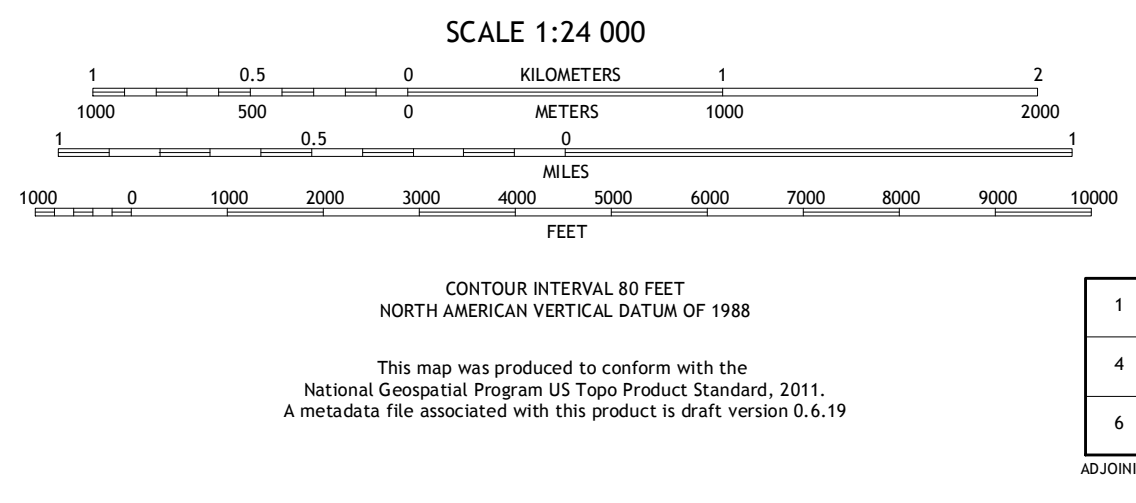 SCALE 1:24 000
1 0.5 0 KILOMETERS 1 2
1000 500 0 METERS 1000 2000
1 0.5 0 1
MILES
1000 0 1000 2000 3000 4000 5000 6000 7000 8000 9000 10000
FEET
CONTOUR INTERVAL 80 FEET
NORTH AMERICAN VERTICAL DATUM OF 1988
This map was produced to conform with the
National Geospatial Program US Topo Product Standard, 2011.
A metadata file associated with this product is draft version 0.6.19
1
4
6
ADJOINI